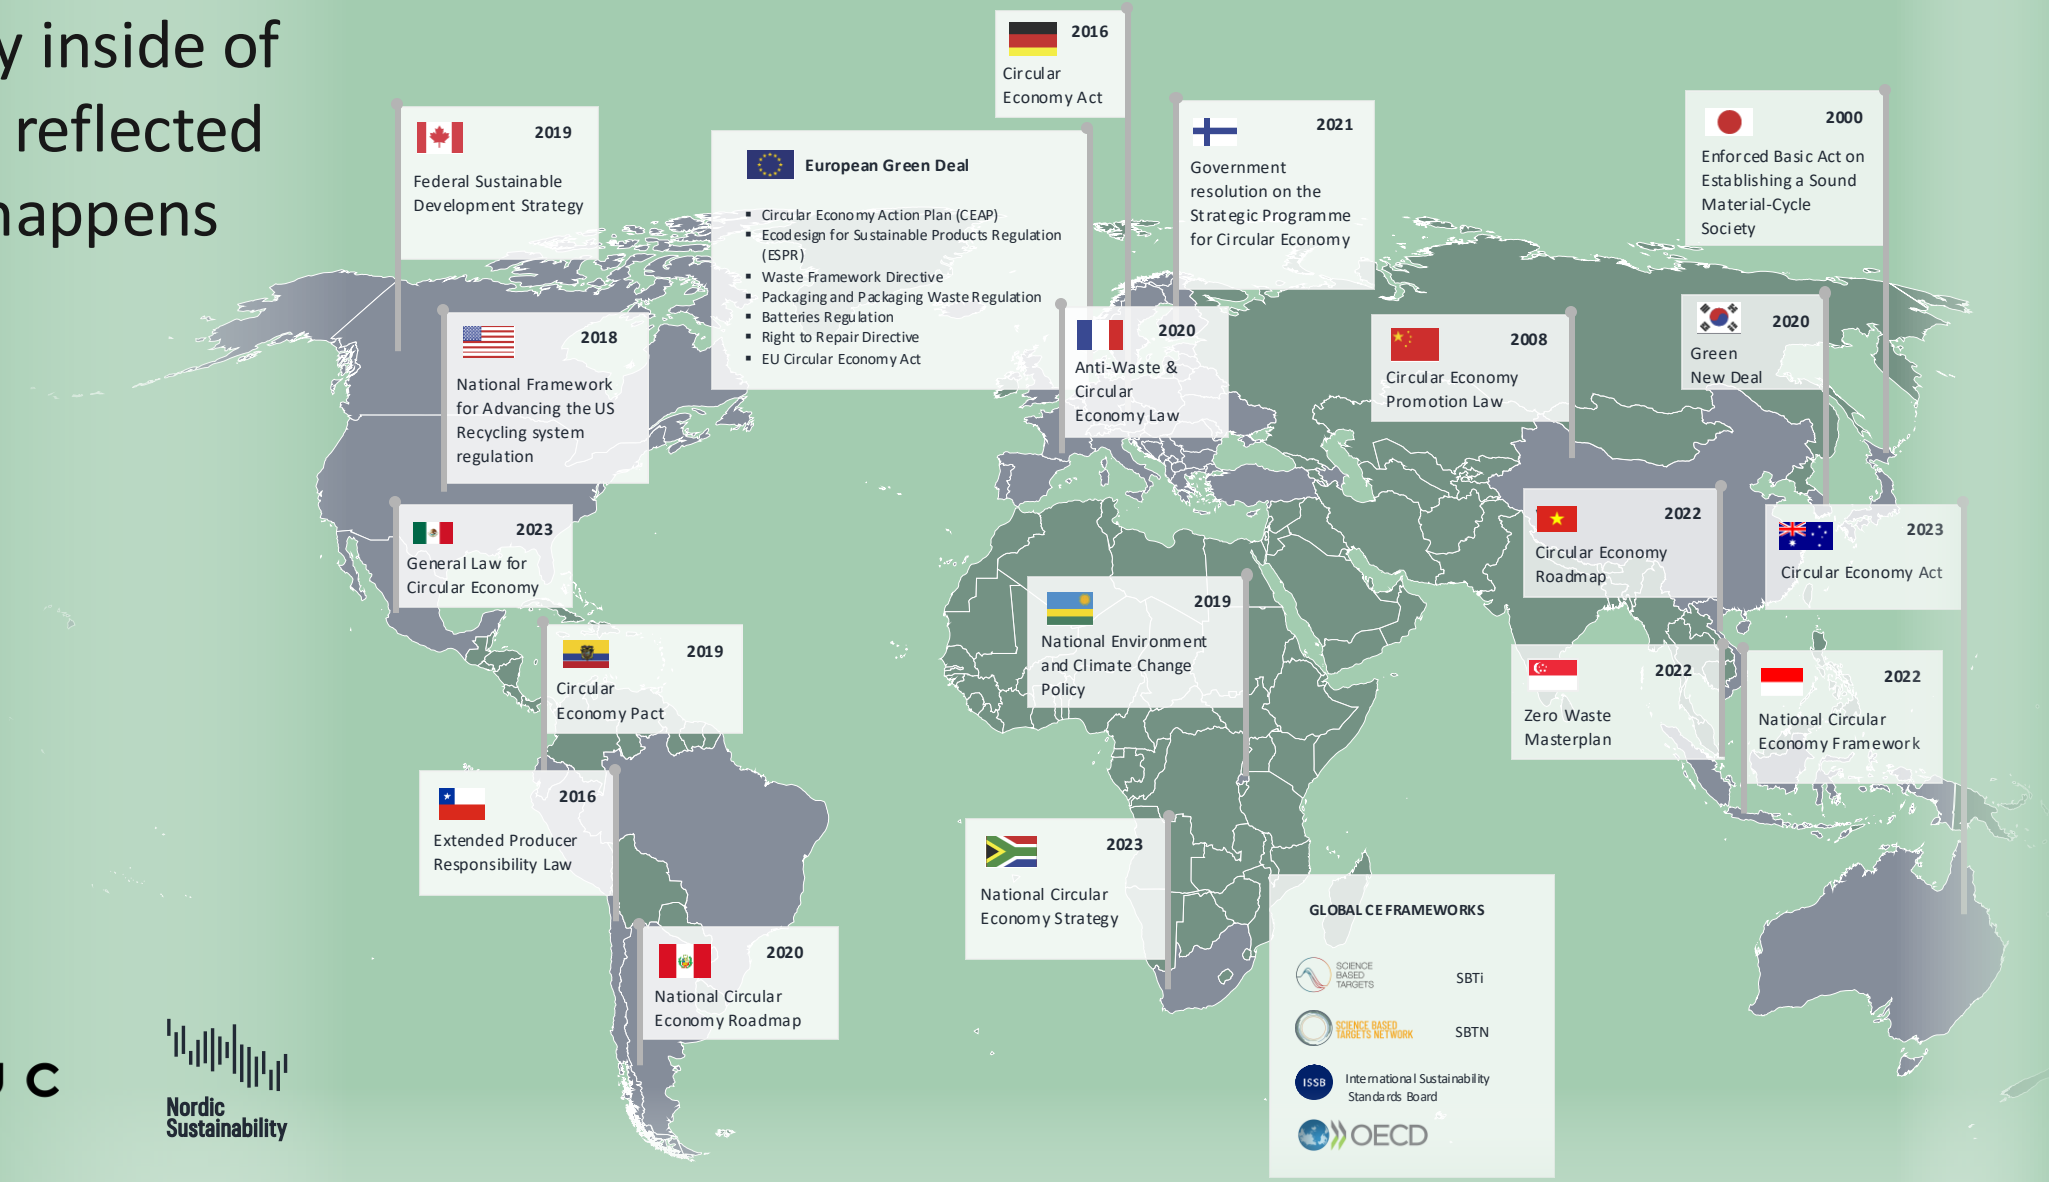 y inside of
reflected
happens
2016
Circular
Economy Act
2019
Federal Sustainable
Development Strategy
European Green Deal
▪ Circular Economy Action Plan (CEAP)
▪ Ecodesign for Sustainable Products Regulation
(ESPR)
▪ Waste Framework Directive
▪ Packaging and Packaging Waste Regulation
▪ Batteries Regulation
▪ Right to Repair Directive
▪ EU Circular Economy Act
2021
Government
resolution on the
Strategic Programme
for Circular Economy
2000
Enforced Basic Act on
Establishing a Sound
Material-Cycle
Society
2018
National Framework
for Advancing the US
Recycling system
regulation
2020
Anti-Waste &
Circular
Economy Law
2008
Circular Economy
Promotion Law
2020
Green
New Deal
2023
General Law for
Circular Economy
2022
Circular Economy
Roadmap
2023
Circular Economy Act
2019
Circular
Economy Pact
2019
National Environment
and Climate Change
Policy
2022
Zero Waste
Masterplan
2022
National Circular
Economy Framework
2016
Extended Producer
Responsibility Law
2023
National Circular
Economy Strategy
2020
National Circular
Economy Roadmap
GLOBAL CE FRAMEWORKS
SCIENCE
BASED
TARGETS
SBTi
SCIENCE BASED
TARGETS NETWORK
SBTN
ISSB
International Sustainability
Standards Board
OECD
U C
Nordic
Sustainability